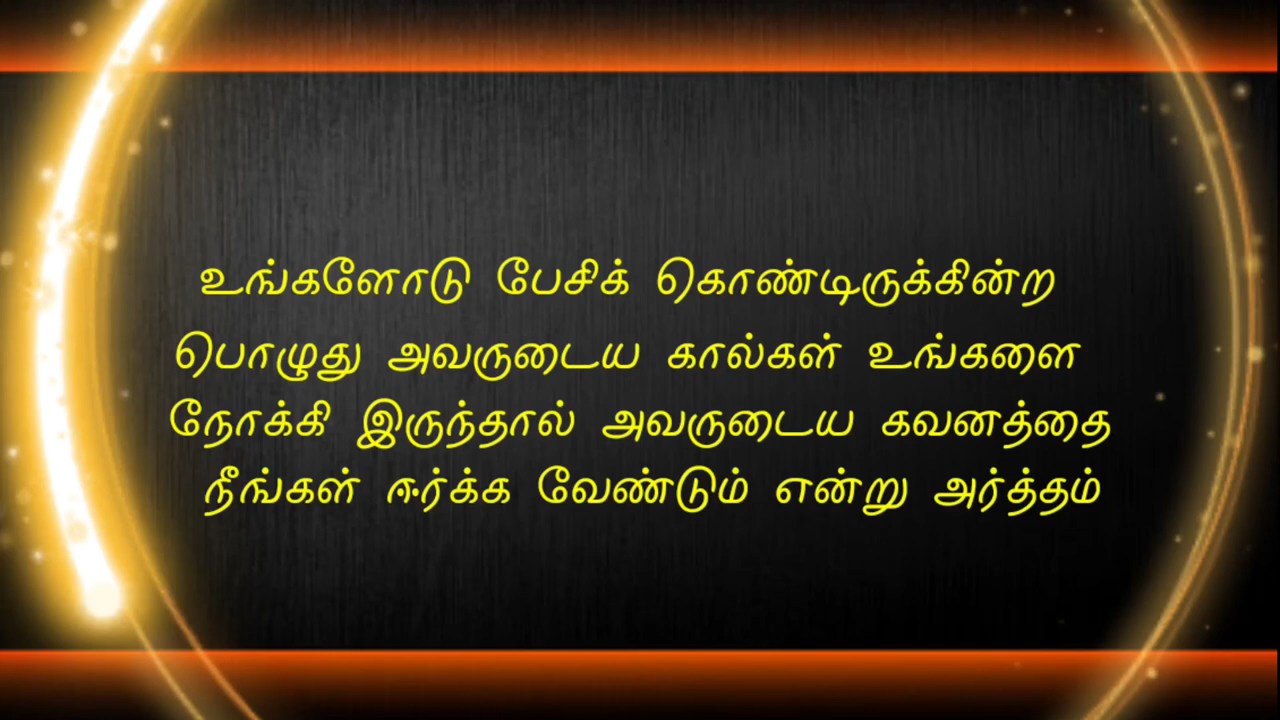 உங்களோடு பேசிக் கொண்டிருக்கின்ற
பொழுது அவருடைய கால்கள் உங்களை
நோக்கி இருந்தால் அவருடைய கவனத்தை
நீங்கள் ஈர்க்க வேண்டும் என்று அர்த்தம்